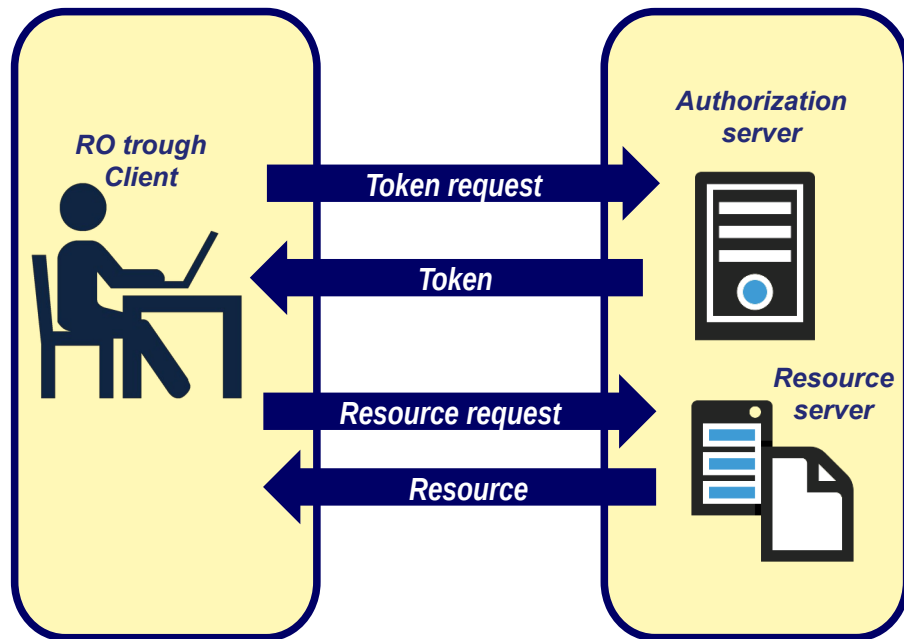 RO trough
Client
Authorization
server
Token request
Token
Resource
server
Resource request
Resource